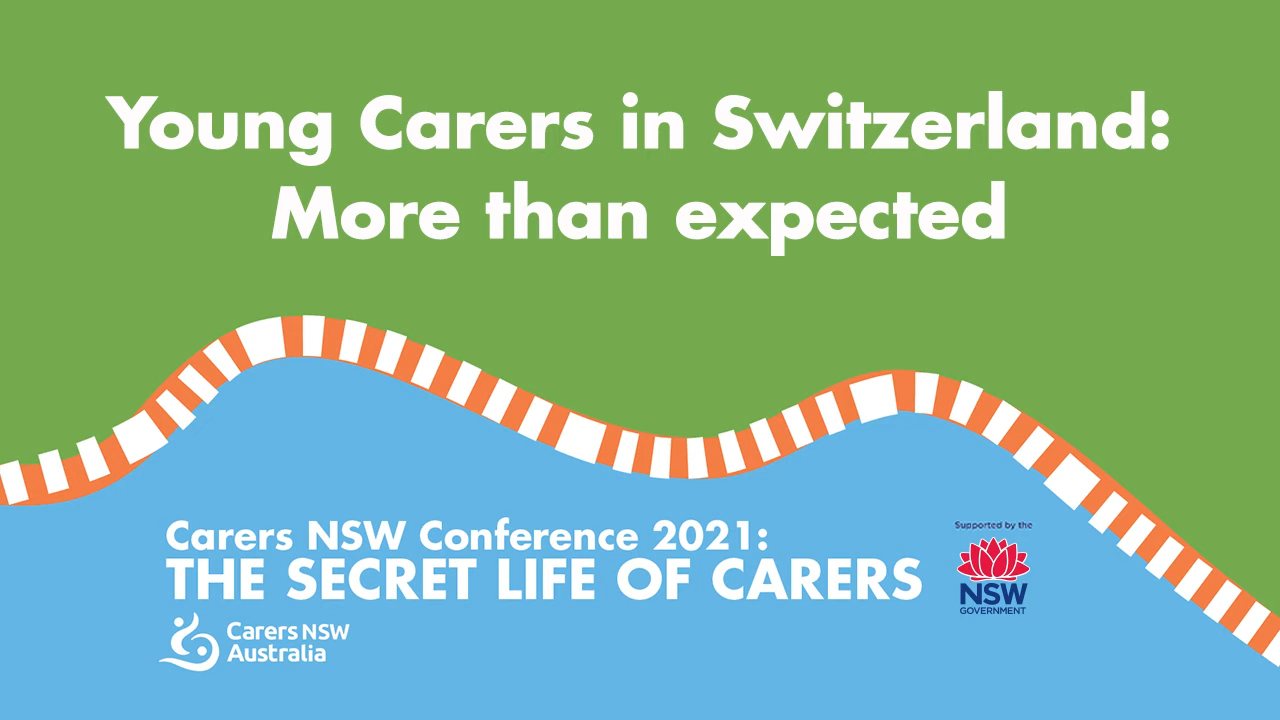 Young Carers in Switzerland:
More than expected
Carers NSW Conference 2021:
THE SECRET LIFE OF CARERS
Supported by the
NSW
GOVERNMENT
Carers NSW
Australia